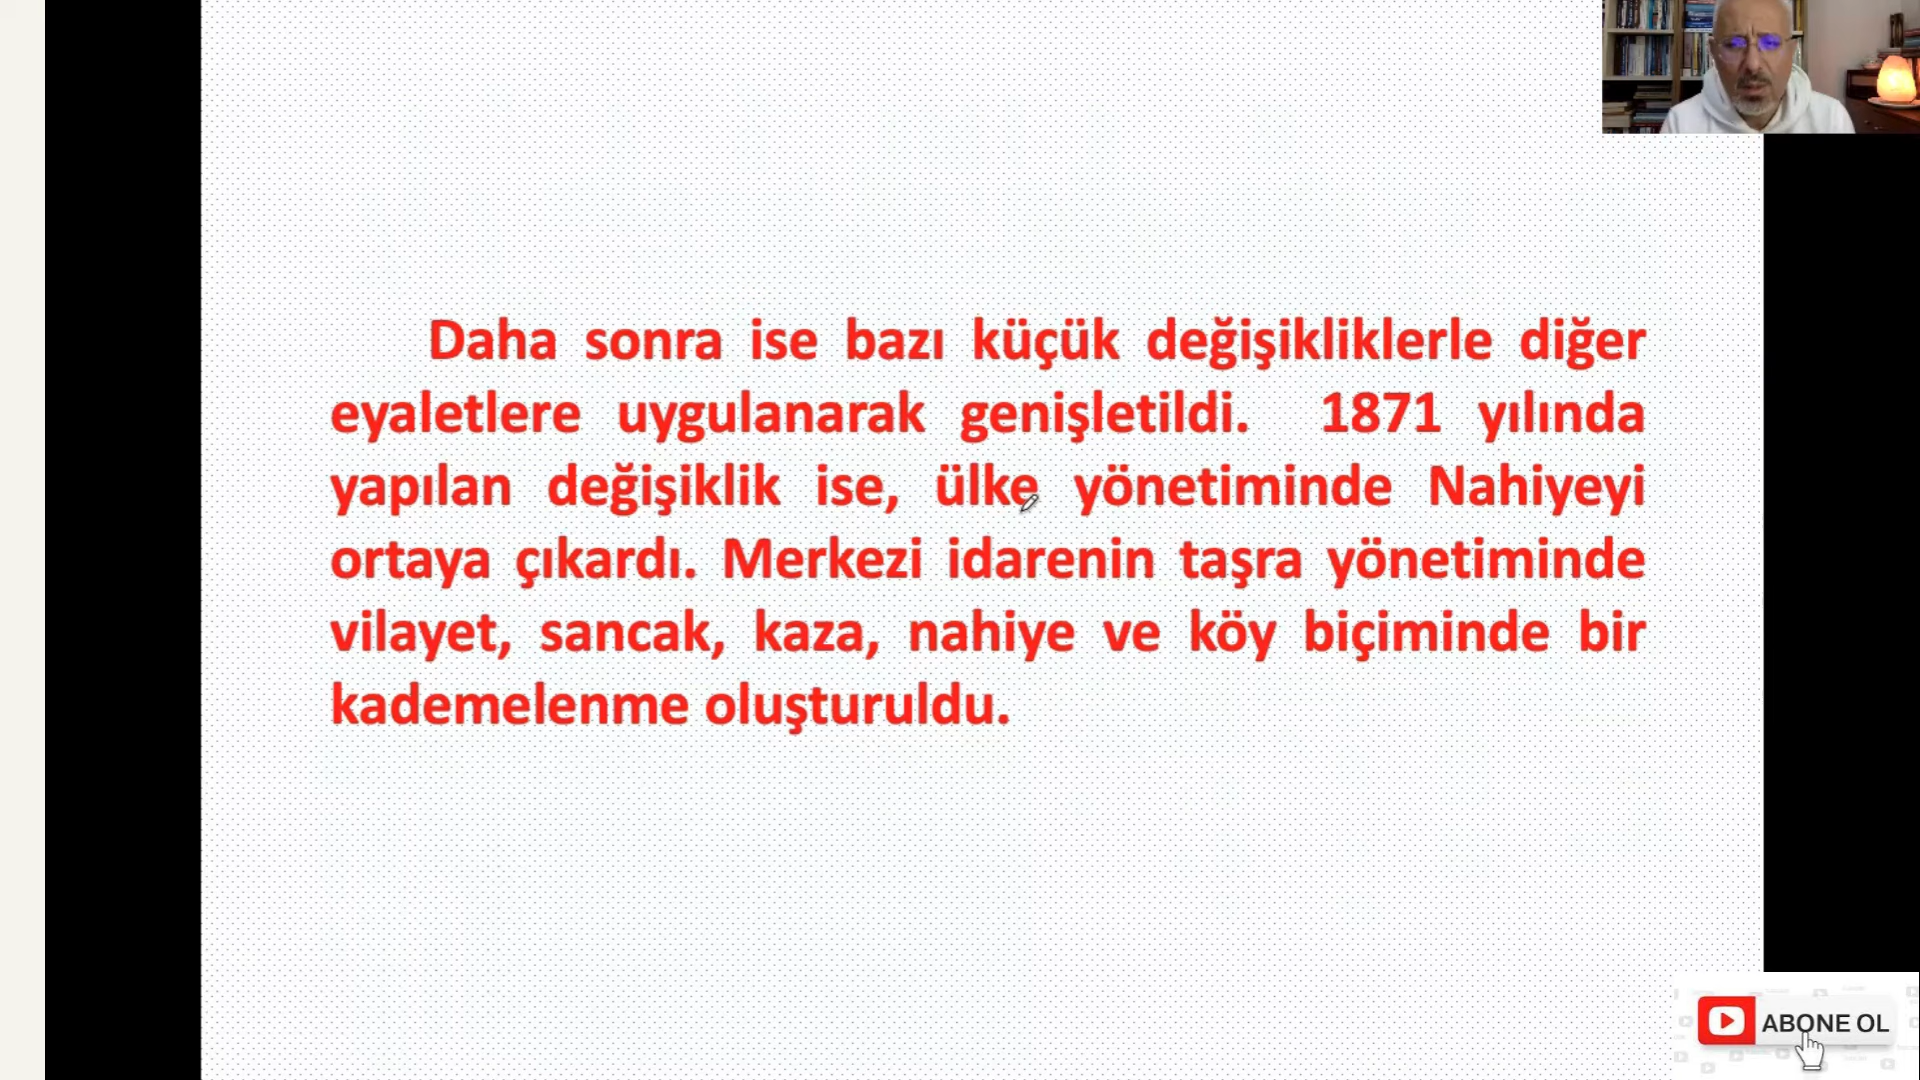 Daha sonra ise bazı küçük değişikliklerle diğer
eyaletlere uygulanarak genişletildi. 1871 yılında
yapılan değişiklik ise, ülke yönetiminde Nahiyeyi
ortaya çıkardı. Merkezi idarenin taşra yönetiminde
vilayet, sancak, kaza, nahiye ve köy biçiminde bir
kademelenme oluşturuldu.
ABONE OL